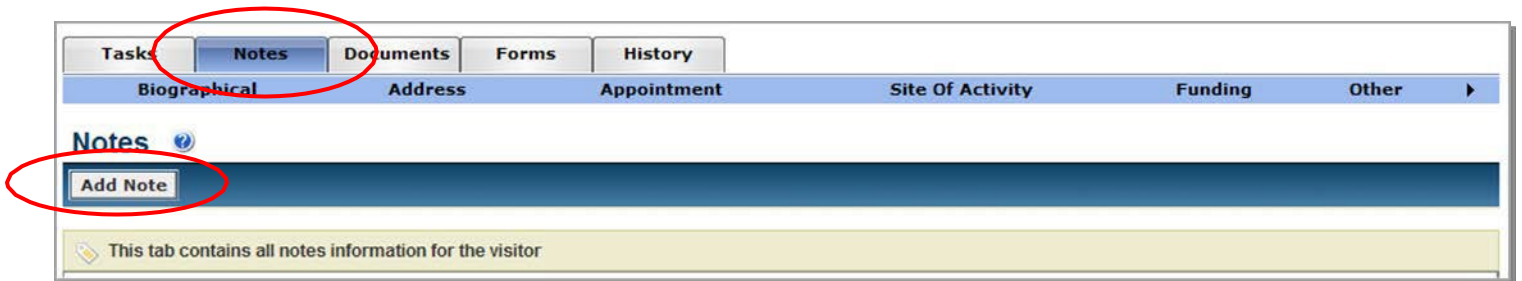 Tasks Notes Documents Forms History
Biographical Address Appointment Site Of Activity Funding Other
Notes
Add Note
This tab contains all notes information for the visitor